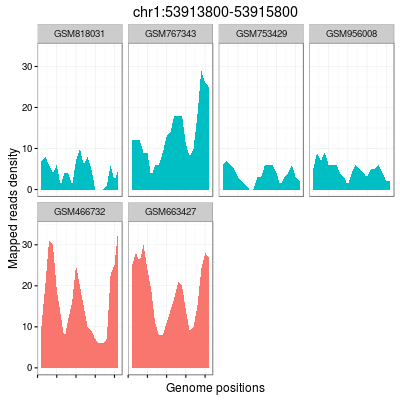 chr1:53913800-53915800
GSM818031 GSM767343 GSM753429 GSM956008
30
20
10
0
Mapped reads density
GSM466732 GSM663427
30
20
10
0
Genome positions